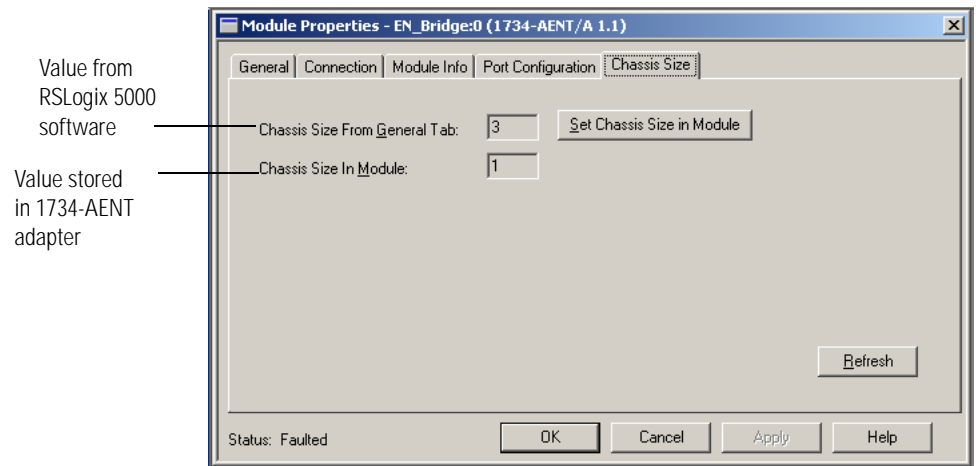 Module Properties - EN_Bridge:0 (1734-AENT/A 1.1)
General Connection Module Info Port Configuration Chassis Size
Value from
RSLogix 5000
software
Chassis Size From General Tab: 3 Set Chassis Size in Module
Chassis Size In Module: 1
Value stored
in 1734-AENT
adapter
Refresh
Status: Faulted OK Cancel Apply Help